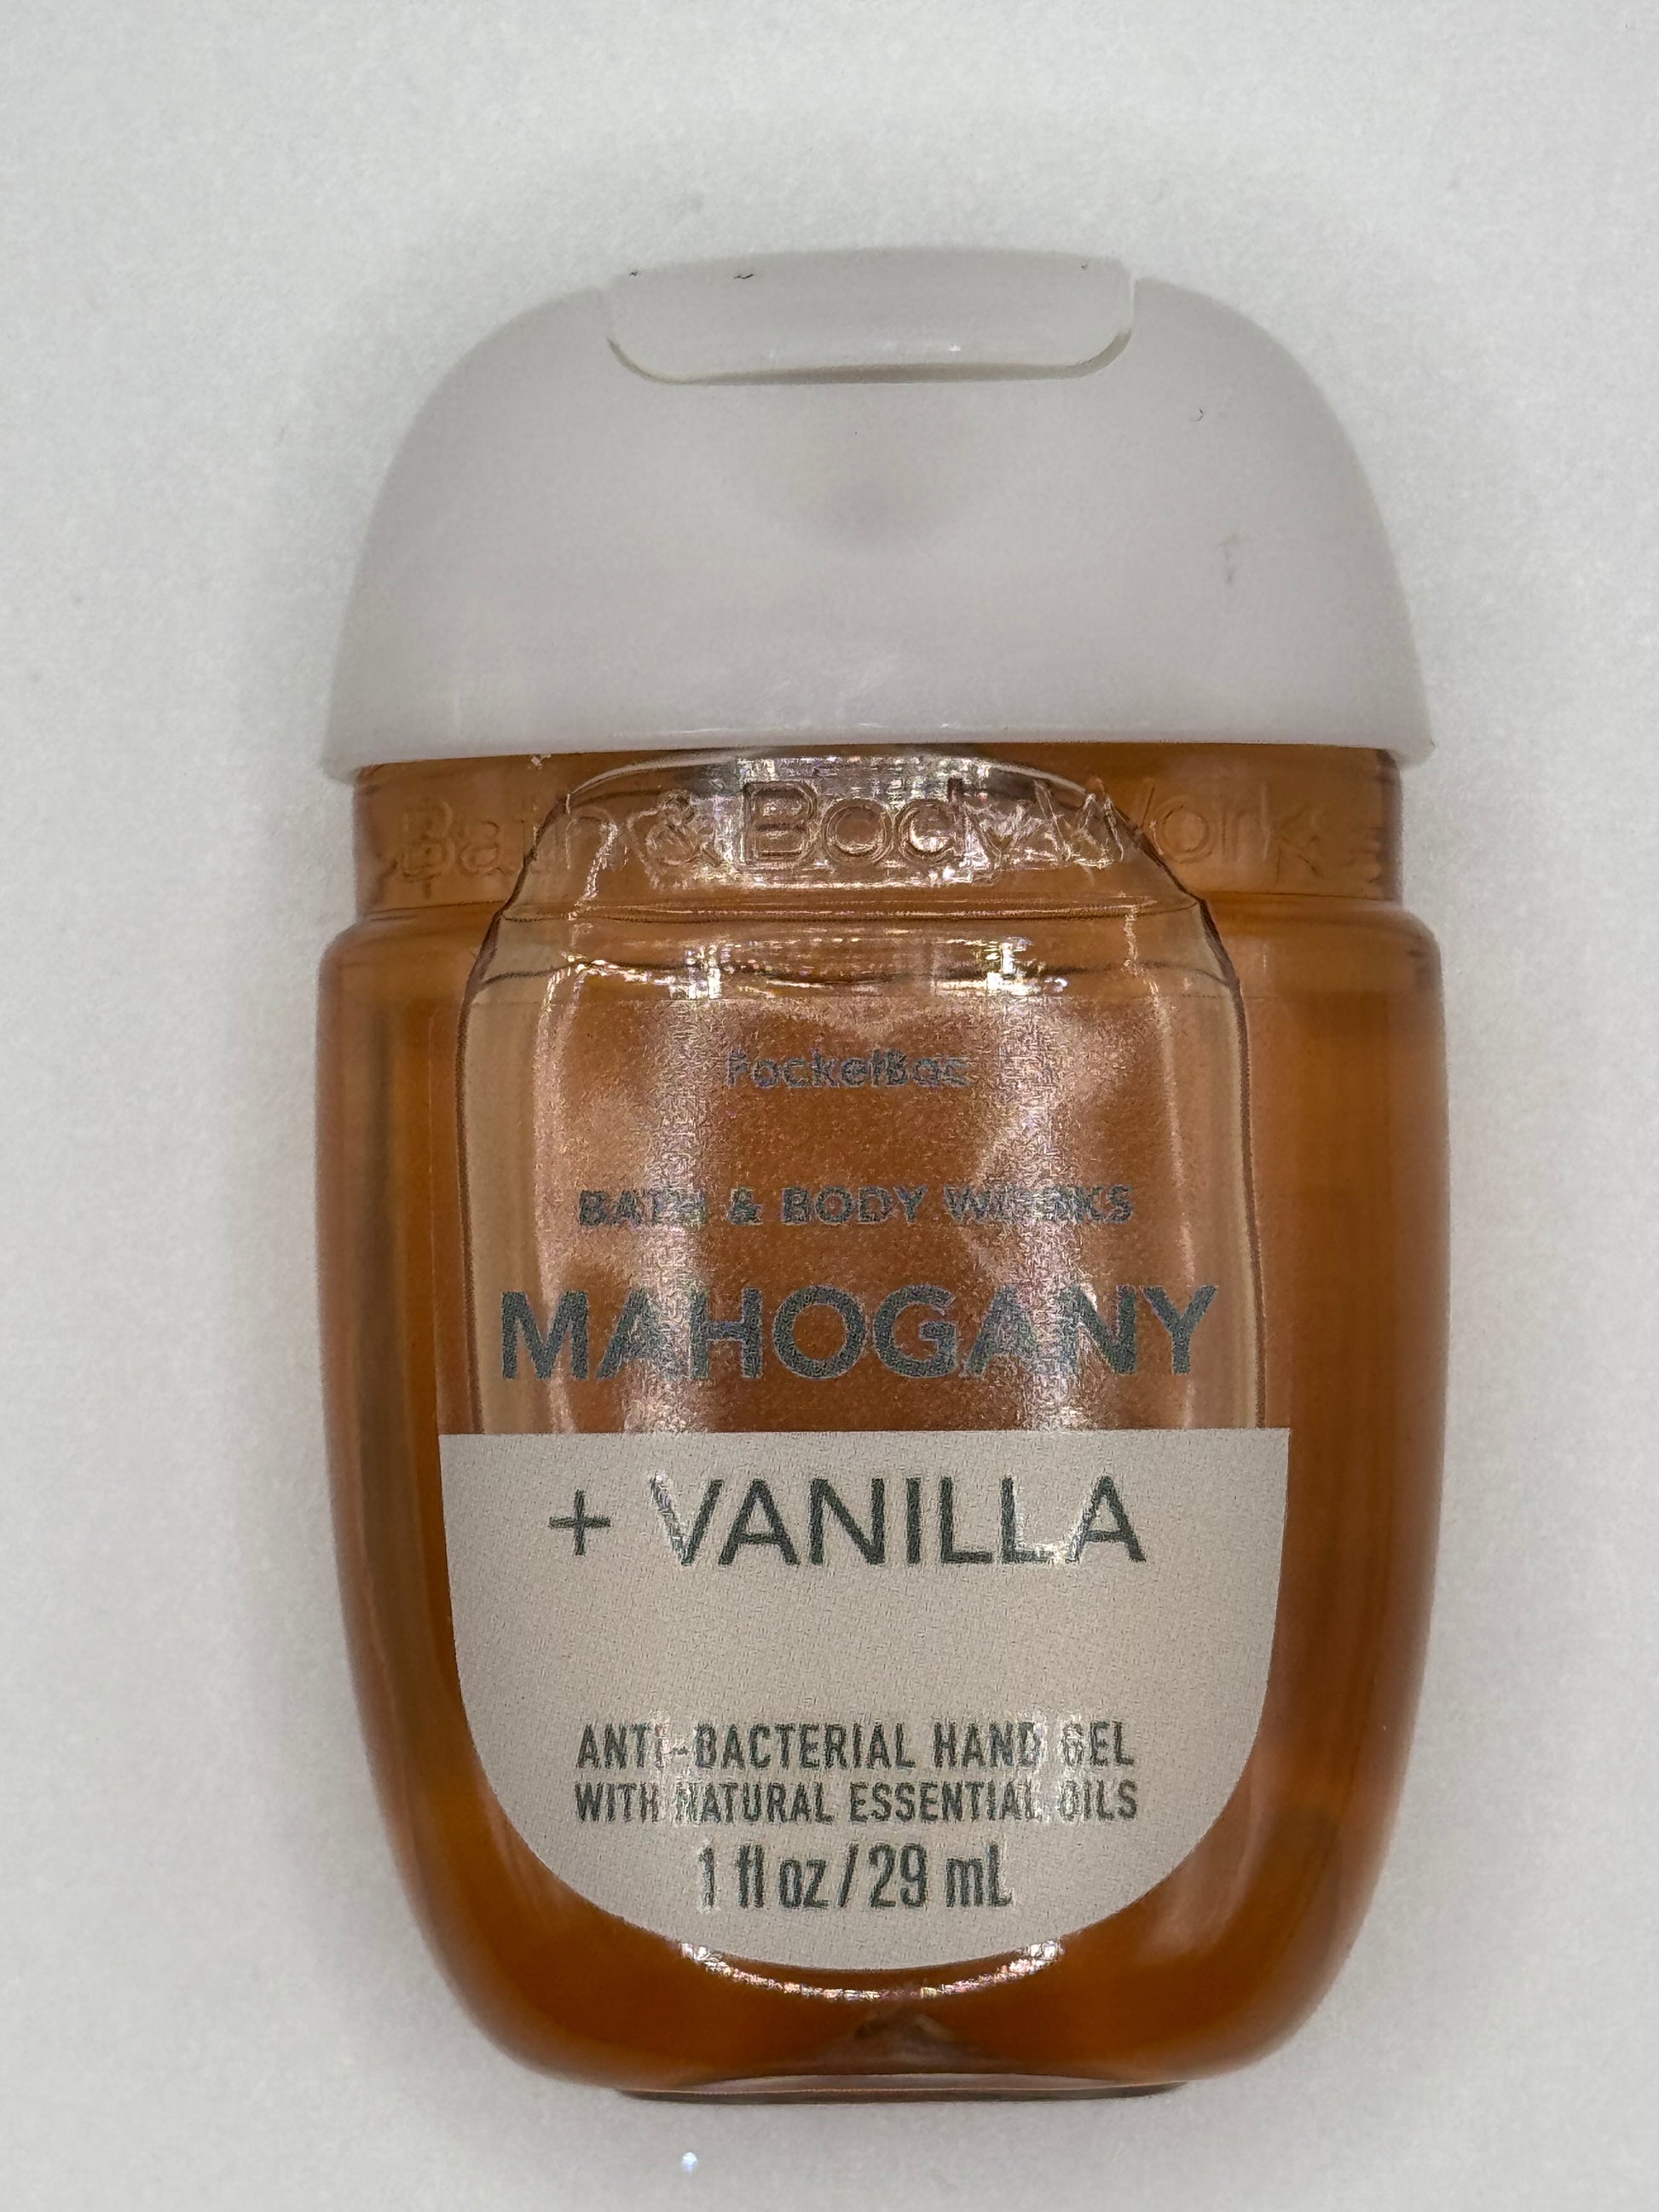 Bath & Body Works
PocketBac
BATH & BODY WORKS
MAHOGANY
+ VANILLA
ANTI-BACTERIAL HAND GEL
WITH NATURAL ESSENTIAL OILS
1 fl oz / 29 mL